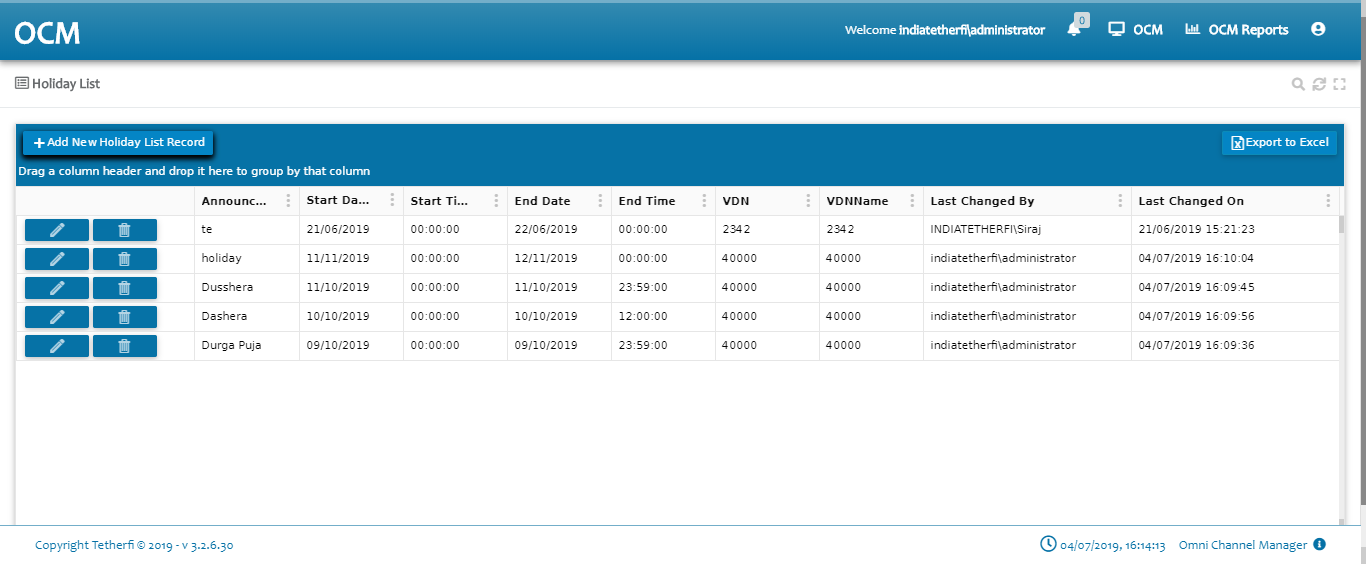 OCM
Welcome indiatetherfi\administrator 0 OCM OCM Reports
Holiday List
Add New Holiday List Record Export to Excel
Drag a column header and drop it here to group by that column
Announc... Start Da... Start Ti... End Date End Time VDN VDNName Last Changed By Last Changed On
te 21/06/2019 00:00:00 22/06/2019 00:00:00 2342 2342 INDIATETHERFI\Siraj 21/06/2019 15:21:23
holiday 11/11/2019 00:00:00 12/11/2019 00:00:00 40000 40000 indiatetherfi\administrator 04/07/2019 16:10:04
Dusshera 11/10/2019 00:00:00 11/10/2019 23:59:00 40000 40000 indiatetherfi\administrator 04/07/2019 16:09:45
Dashera 10/10/2019 00:00:00 10/10/2019 12:00:00 40000 40000 indiatetherfi\administrator 04/07/2019 16:09:56
Durga Puja 09/10/2019 00:00:00 09/10/2019 23:59:00 40000 40000 indiatetherfi\administrator 04/07/2019 16:09:36
Copyright Tetherfi © 2019 - v 3.2.6.30 04/07/2019, 16:14:13 Omni Channel Manager